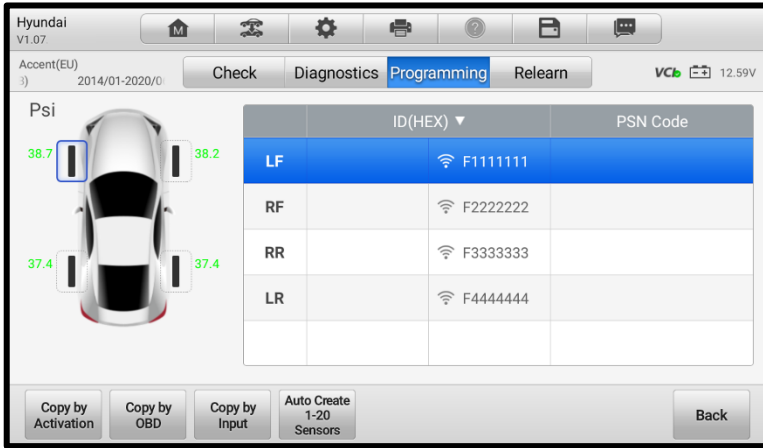 Hyundai
V1.07
M
Accent(EU)
3) 2014/01-2020/0
Check Diagnostics Programming Relearn
VCI 12.59V
Psi
38.7 38.2
37.4 37.4
ID(HEX) ▼ PSN Code
LF F1111111
RF F2222222
RR F3333333
LR F4444444
Copy by Activation
Copy by OBD
Copy by Input
Auto Create 1-20 Sensors
Back